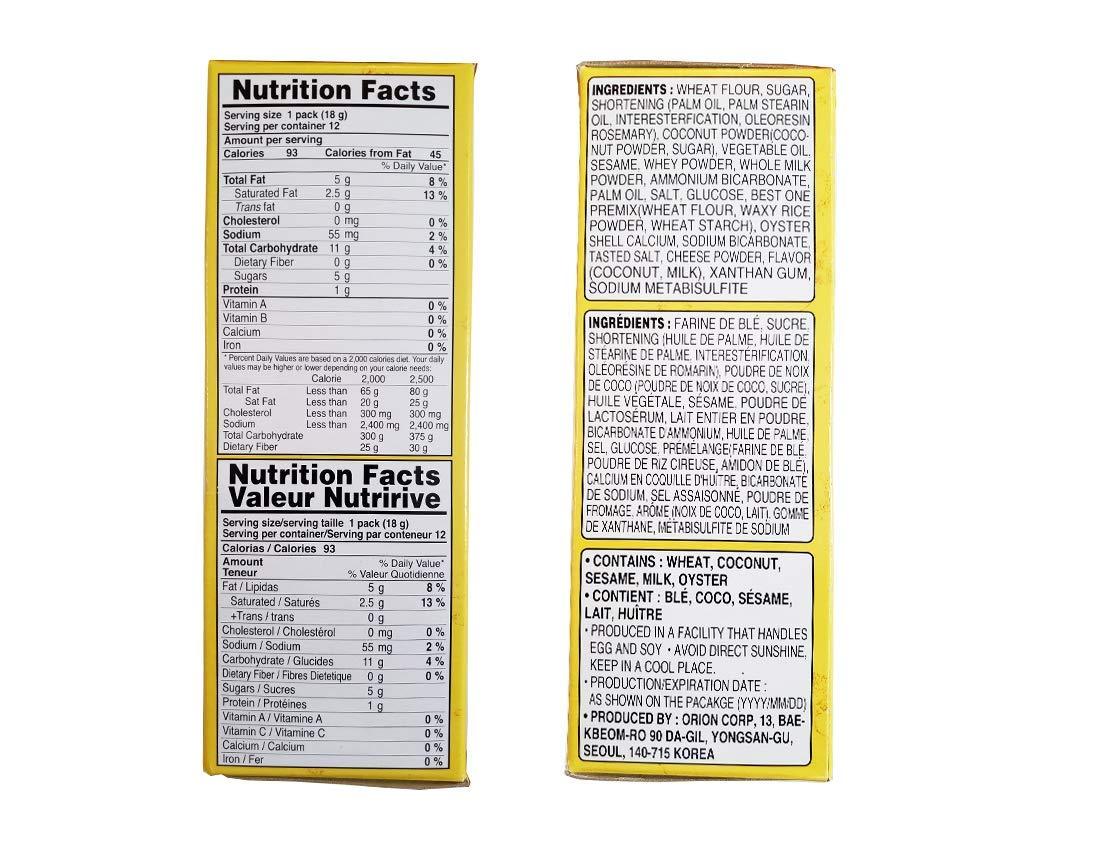 Nutrition Facts
Serving size 1 pack (18 g)
Serving per container 12
Amount per serving
Calories 93 Calories from Fat 45
% Daily Value*
Total Fat 5 g 8 %
Saturated Fat 2.5 g 13 %
Trans fat 0 g
Cholesterol 0 mg 0 %
Sodium 55 mg 2 %
Total Carbohydrate 11 g 4 %
Dietary Fiber 0 g 0 %
Sugars 5 g
Protein 1 g
Vitamin A 0 %
Vitamin B 0 %
Calcium 0 %
Iron 0 %
* Percent Daily Values are based on a 2,000 calories diet. Your daily
values may be higher or lower depending on your calorie needs:
Calorie 2,000 2,500
Total Fat Less than 65 g 80 g
Sat Fat Less than 20 g 25 g
Cholesterol Less than 300 mg 300 mg
Sodium Less than 2,400 mg 2,400 mg
Total Carbohydrate 300 g 375 g
Dietary Fiber 25 g 30 g
Nutrition Facts
Valeur Nutririve
Serving size/serving taille 1 pack (18 g)
Serving per container/Serving par conteneur 12
Calorias / Calories 93
Amount % Daily Value*
Teneur % Valeur Quotidienne
Fat / Lipidas 5 g 8 %
Saturated / Saturés 2.5 g 13 %
+Trans / trans 0 g
Cholesterol / Cholestérol 0 mg 0 %
Sodium / Sodium 55 mg 2 %
Carbohydrate / Glucides 11 g 4 %
Dietary Fiber / Fibres Dietetique 0 g 0 %
Sugars / Sucres 5 g
Protein / Protéines 1 g
Vitamin A / Vitamine A 0 %
Vitamin C / Vitamine C 0 %
Calcium / Calcium 0 %
Iron / Fer 0 %
INGREDIENTS : WHEAT FLOUR, SUGAR,
SHORTENING (PALM OIL, PALM STEARIN
OIL, INTERESTERFICATION, OLEORESIN
ROSEMARY), COCONUT POWDER(COCO-
NUT POWDER, SUGAR), VEGETABLE OIL,
SESAME, WHEY POWDER, WHOLE MILK
POWDER, AMMONIUM BICARBONATE,
PALM OIL, SALT, GLUCOSE, BEST ONE
PREMIX(WHEAT FLOUR, WAXY RICE
POWDER, WHEAT STARCH), OYSTER
SHELL CALCIUM, SODIUM BICARBONATE,
TASTED SALT, CHEESE POWDER, FLAVOR
(COCONUT, MILK), XANTHAN GUM,
SODIUM METABISULFITE
INGRÉDIENTS : FARINE DE BLÉ, SUCRE,
SHORTENING (HUILE DE PALME, HUILE DE
STÉARINE DE PALME, INTERESTÉRIFICATION,
OLÉORÉSINE DE ROMARIN), POUDRE DE NOIX
DE COCO (POUDRE DE NOIX DE COCO, SUCRE),
HUILE VÉGÉTALE, SÉSAME, POUDRE DE
LACTOSÉRUM, LAIT ENTIER EN POUDRE,
BICARBONATE D'AMMONIUM, HUILE DE PALME,
SEL, GLUCOSE, PRÉMÉLANGE(FARINE DE BLÉ,
POUDRE DE RIZ CIREUSE, AMIDON DE BLÉ),
CALCIUM EN COQUILLE D'HUÎTRE, BICARBONATE
DE SODIUM, SEL ASSAISONNÉ, POUDRE DE
FROMAGE, ARÔME (NOIX DE COCO, LAIT), GOMME
DE XANTHANE, MÉTABISULFITE DE SODIUM
• CONTAINS : WHEAT, COCONUT,
SESAME, MILK, OYSTER
• CONTIENT : BLÉ, COCO, SÉSAME,
LAIT, HUÎTRE
• PRODUCED IN A FACILITY THAT HANDLES
EGG AND SOY • AVOID DIRECT SUNSHINE,
KEEP IN A COOL PLACE.
• PRODUCTION/EXPIRATION DATE :
AS SHOWN ON THE PACAKGE (YYYY/MM/DD)
• PRODUCED BY : ORION CORP, 13, BAE-
KBEOM-RO 90 DA-GIL, YONGSAN-GU,
SEOUL, 140-715 KOREA